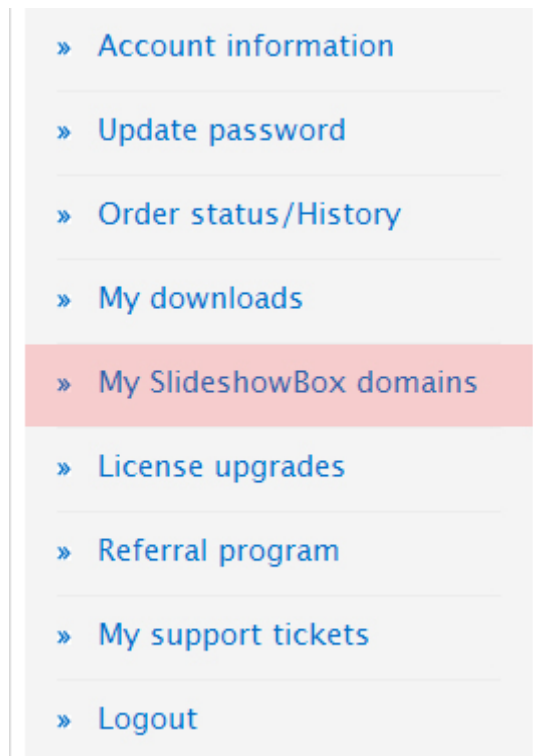 » Account information
» Update password
» Order status/History
» My downloads
» My SlideshowBox domains
» License upgrades
» Referral program
» My support tickets
» Logout